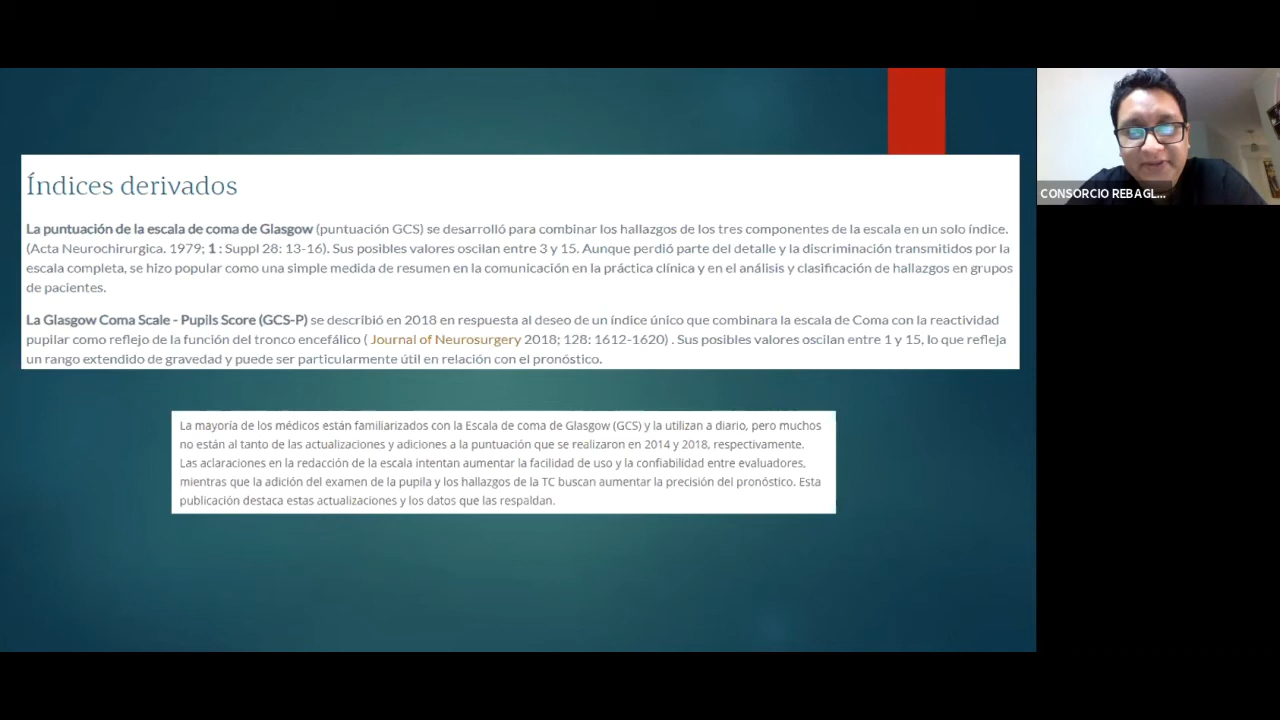 Índices derivados
La puntuación de la escala de coma de Glasgow (puntuación GCS) se desarrolló para combinar los hallazgos de los tres componentes de la escala en un solo índice.
(Acta Neurochirurgica. 1979; 1 : Suppl 28: 13-16). Sus posibles valores oscilan entre 3 y 15. Aunque perdió parte del detalle y la discriminación transmitidos por la
escala completa, se hizo popular como una simple medida de resumen en la comunicación en la práctica clínica y en el análisis y clasificación de hallazgos en grupos
de pacientes.
La Glasgow Coma Scale - Pupils Score (GCS-P) se describió en 2018 en respuesta al deseo de un índice único que combinara la escala de Coma con la reactividad
pupilar como reflejo de la función del tronco encefálico ( Journal of Neurosurgery 2018; 128: 1612-1620) . Sus posibles valores oscilan entre 1 y 15, lo que refleja
un rango extendido de gravedad y puede ser particularmente útil en relación con el pronóstico.
La mayoría de los médicos están familiarizados con la Escala de coma de Glasgow (GCS) y la utilizan a diario, pero muchos
no están al tanto de las actualizaciones y adiciones a la puntuación que se realizaron en 2014 y 2018, respectivamente.
Las aclaraciones en la redacción de la escala intentan aumentar la facilidad de uso y la confiabilidad entre evaluadores,
mientras que la adición del examen de la pupila y los hallazgos de la TC buscan aumentar la precisión del pronóstico. Esta
publicación destaca estas actualizaciones y los datos que las respaldan.
CONSORCIO REBAGL...